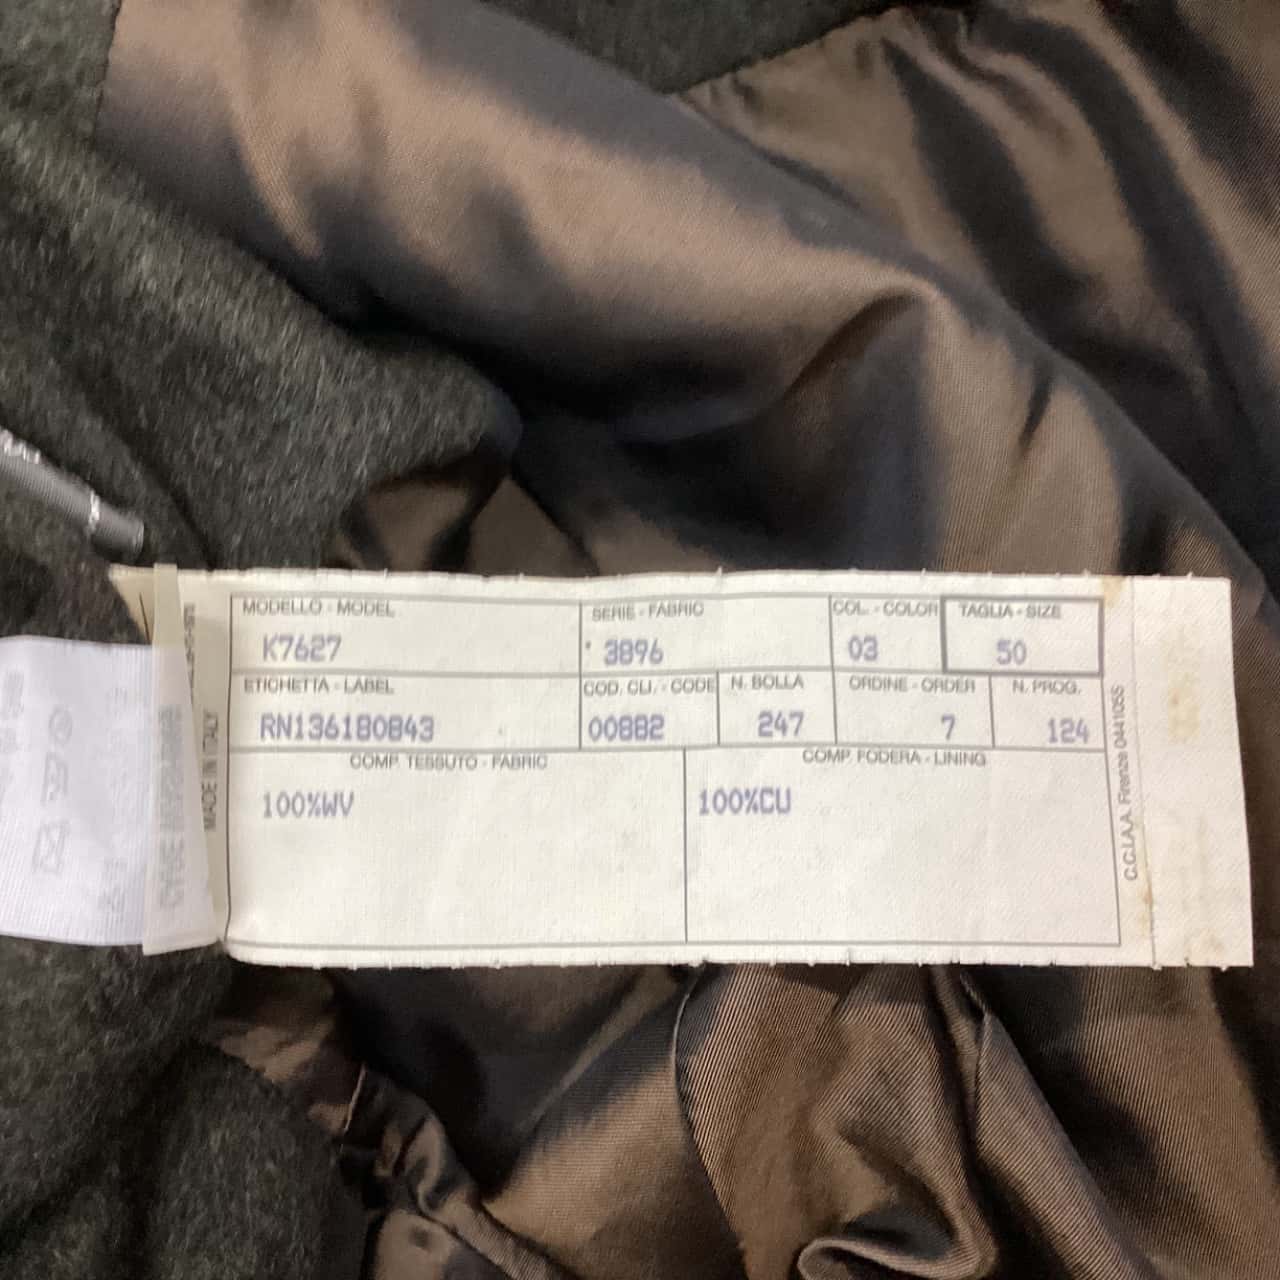 MODELLO - MODEL
SERIE - FABRIC
COL. - COLOR
TAGLIA - SIZE
K7627
3896
03
50
ETICHETTA - LABEL
COD. CLI. - CODE
N. BOLLA
ORDINE - ORDER
N. PROG.
RN136180843
00882
247
7
124
COMP. TESSUTO - FABRIC
COMP. FODERA - LINING
100%WV
100%CU
MADE IN ITALY
C.C.I.A.A. Firenze 0441055